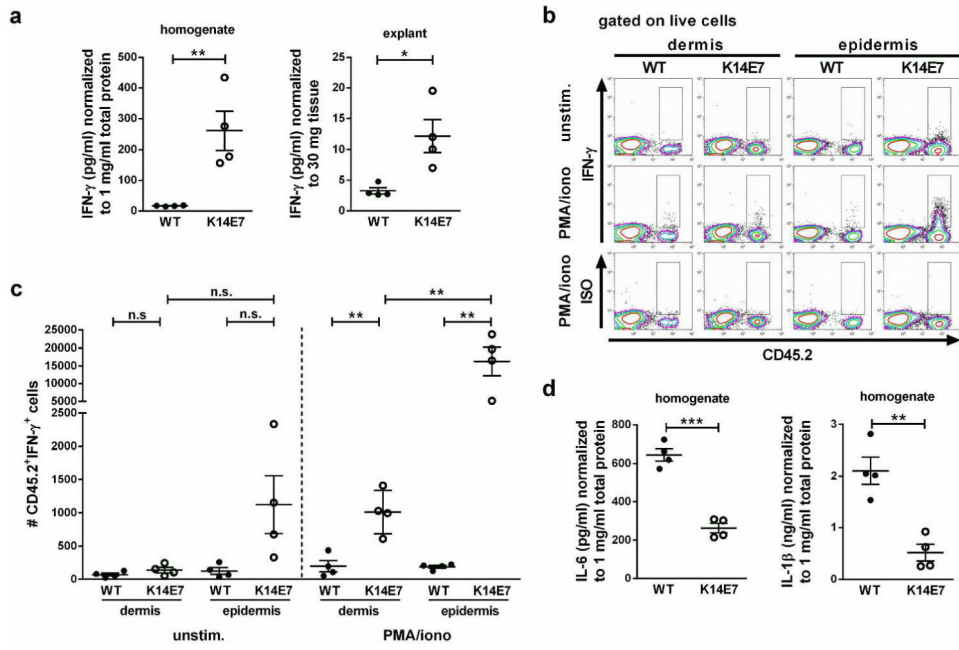 a
homogenate
**
IFN-γ (pg/ml) normalized
to 1 mg/ml total protein
500
400
300
200
100
0
WT K14E7
explant
*
IFN-γ (pg/ml) normalized
to 30 mg tissue
25
20
15
10
5
0
WT K14E7
b
gated on live cells
dermis epidermis
WT K14E7 WT K14E7
unstim.
IFN-γ
PMA/iono
PMA/iono
ISO
CD45.2
c
n.s. **
n.s n.s. ** **
# CD45.2+IFN-γ+ cells
25000
20000
15000
10000
5000
2500
2000
1500
1000
500
0
WT K14E7 WT K14E7 WT K14E7 WT K14E7
dermis epidermis dermis epidermis
unstim. PMA/iono
d
homogenate
***
IL-6 (pg/ml) normalized
to 1 mg/ml total protein
800
600
400
200
0
WT K14E7
homogenate
**
IL-1β (ng/ml) normalized
to 1 mg/ml total protein
3
2
1
0
WT K14E7